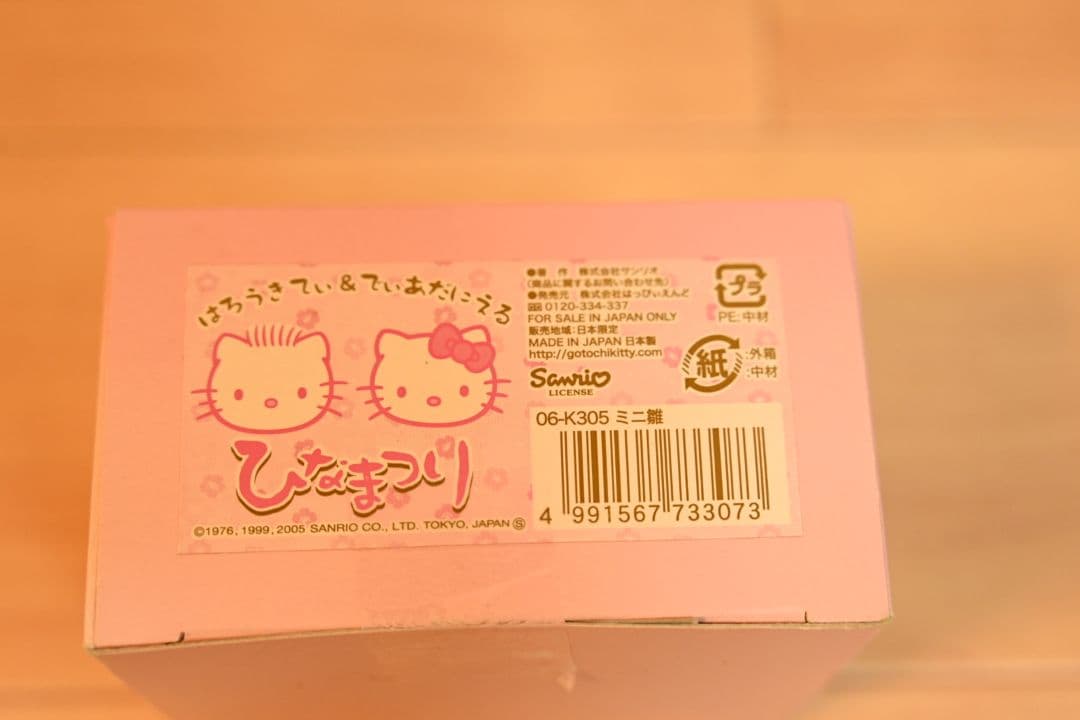 はろうきてぃ&でぃあだにえる
ひなまつり
©1976, 1999, 2005 SANRIO CO., LTD. TOKYO, JAPAN Ⓢ
●著 作 株式会社サンリオ
(商品に関するお問い合わせ先)
●発売元 株式会社はっぴぃえんど
0120-334-337
FOR SALE IN JAPAN ONLY
販売地域:日本限定
MADE IN JAPAN 日本製
http://gotochikitty.com
Sanrio
LICENSE
プラ
PE:中材
紙
:外箱
:中材
06-K305 ミニ雛
4 991567 733073